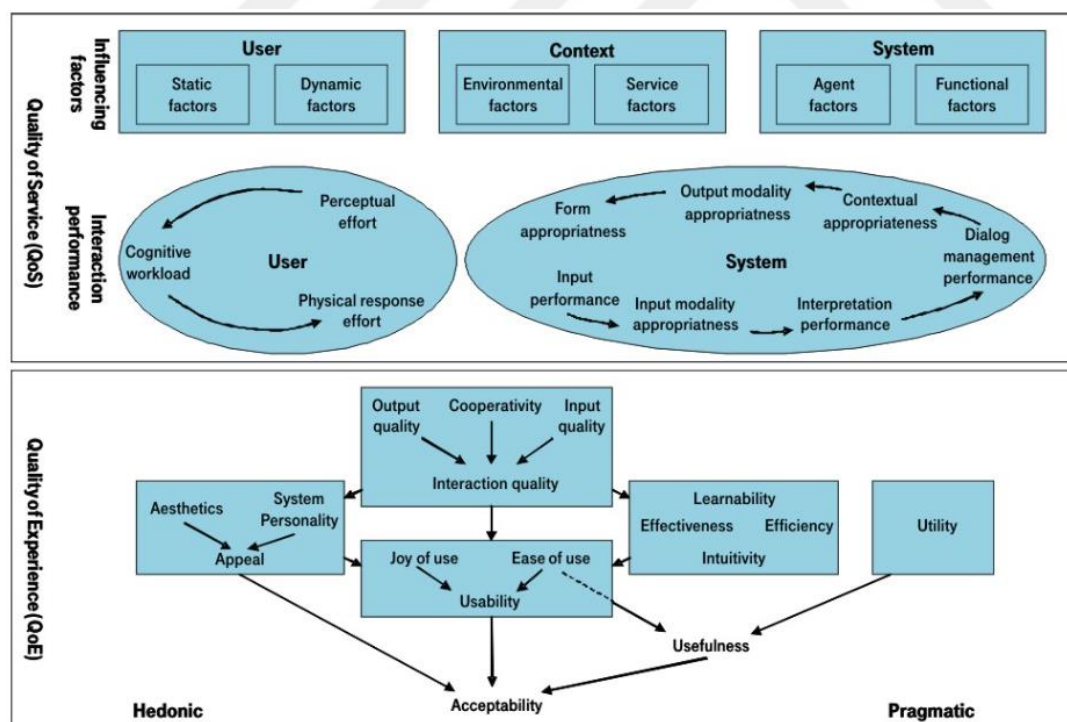 Quality of Service (QoS)
Influencing
factors
User
Static
factors
Dynamic
factors
Context
Environmental
factors
Service
factors
System
Agent
factors
Functional
factors
Interaction
performance
Perceptual
effort
Cognitive
workload
User
Physical response
effort
Output modality
appropriatness
Form
appropriatness
Contextual
appropriateness
Dialog
management
performance
System
Input
performance
Input modality
appropriatness
Interpretation
performance
Quality of Experience (QoE)
Output
quality
Cooperativity
Input
quality
Interaction quality
Aesthetics
System
Personality
Appeal
Learnability
Effectiveness
Efficiency
Intuitivity
Utility
Joy of use
Ease of use
Usability
Usefulness
Acceptability
Hedonic
Pragmatic